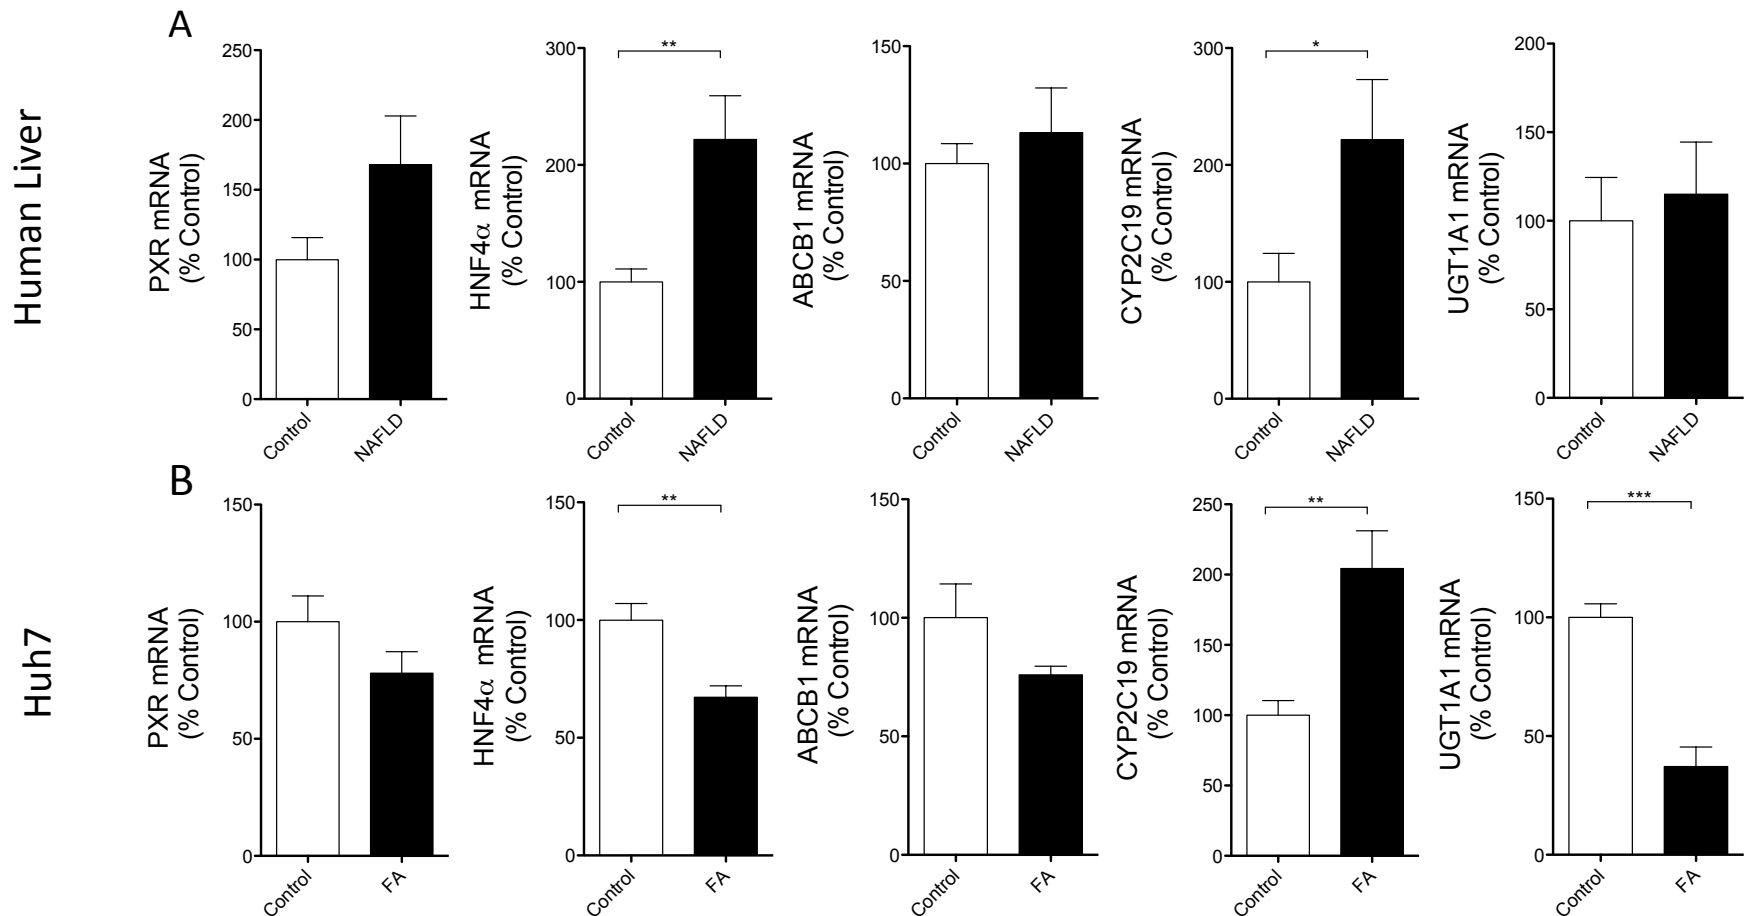 A
Human Liver
PXR mRNA
(% Control)
250
200
150
100
50
0
Control
NAFLD
HNF4α mRNA
(% Control)
300
200
100
0
**
Control
NAFLD
ABCB1 mRNA
(% Control)
150
100
50
0
Control
NAFLD
CYP2C19 mRNA
(% Control)
300
200
100
0
*
Control
NAFLD
UGT1A1 mRNA
(% Control)
200
150
100
50
0
Control
NAFLD
B
Huh7
PXR mRNA
(% Control)
150
100
50
0
Control
FA
HNF4α mRNA
(% Control)
150
100
50
0
**
Control
FA
ABCB1 mRNA
(% Control)
150
100
50
0
Control
FA
CYP2C19 mRNA
(% Control)
250
200
150
100
50
0
**
Control
FA
UGT1A1 mRNA
(% Control)
150
100
50
0
***
Control
FA